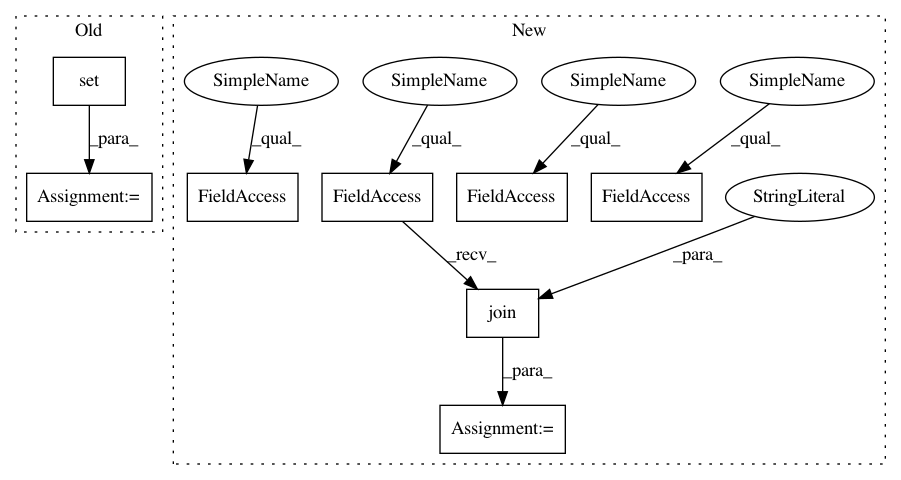 Old
New
set
SimpleName
SimpleName
SimpleName
SimpleName
_para_
_qual_
_qual_
_qual_
_qual_
Assignment:=
FieldAccess
FieldAccess
FieldAccess
FieldAccess
StringLiteral
_recv_
_para_
join
_para_
Assignment:=